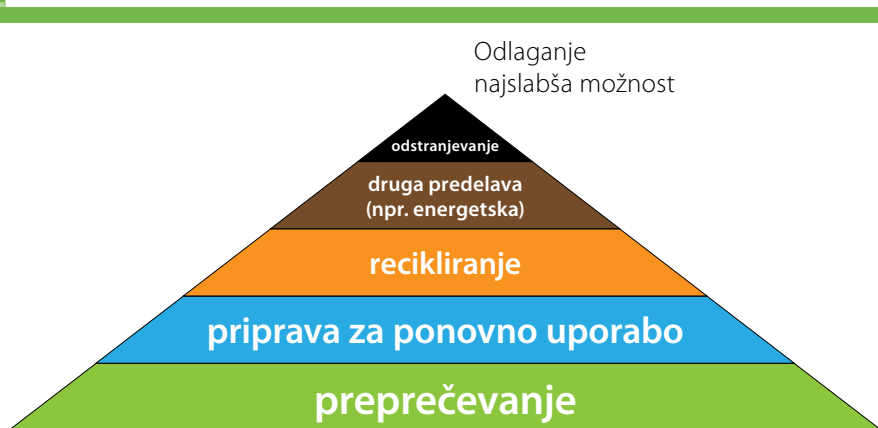 Odlaganje
najslabša možnost
odstranjevanje
druga predelava
(npr. energetska)
recikliranje
priprava za ponovno uporabo
preprečevanje